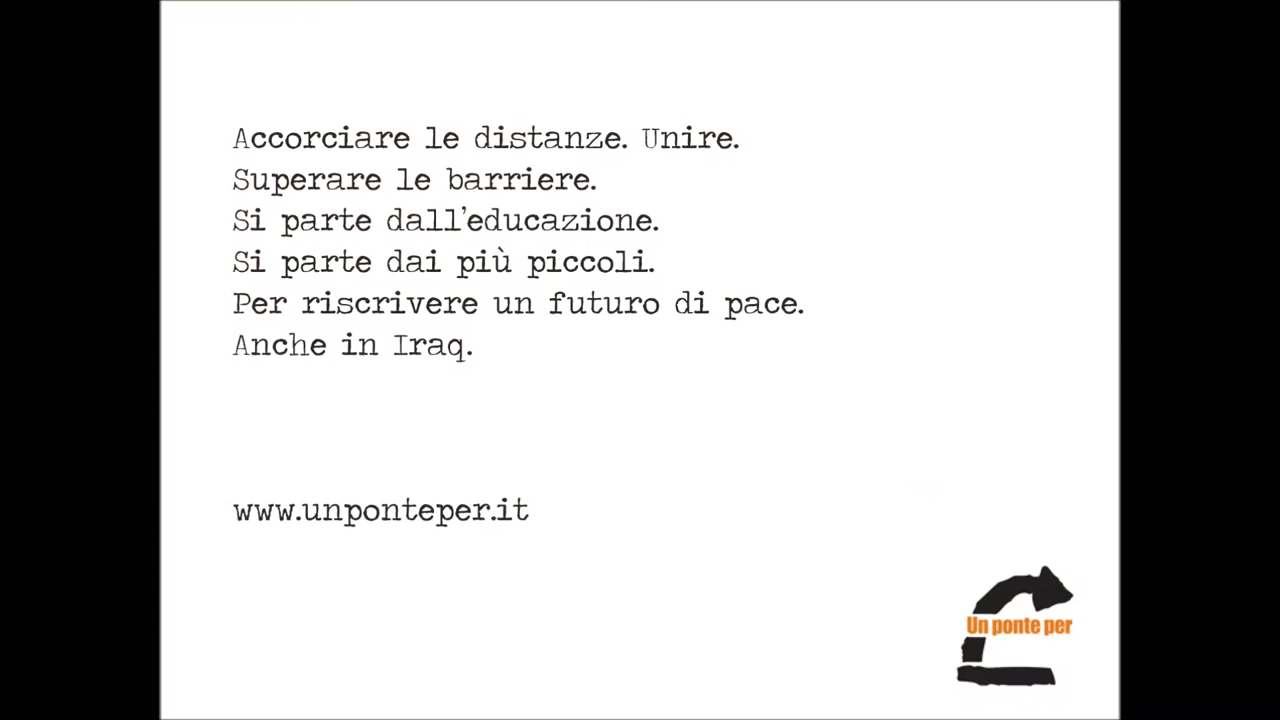 Accorciare le distanze. Unire.
Superare le barriere.
Si parte dall'educazione.
Si parte dai più piccoli.
Per riscrivere un futuro di pace.
Anche in Iraq.
www.unponteper.it
Un ponte per